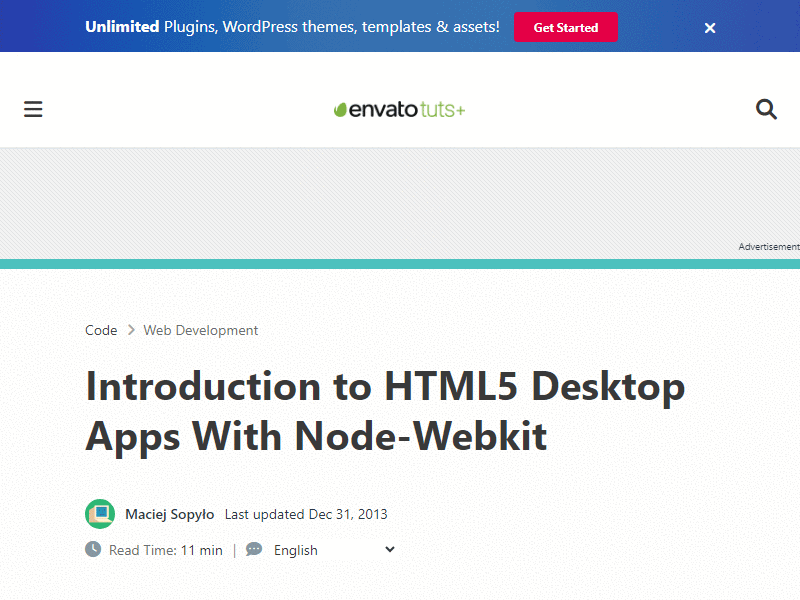 Unlimited Plugins, WordPress themes, templates & assets! Get Started ×
envato tuts+
Advertisement
Code > Web Development
Introduction to HTML5 Desktop
Apps With Node-Webkit
Maciej Sopyło Last updated Dec 31, 2013
Read Time: 11 min | English